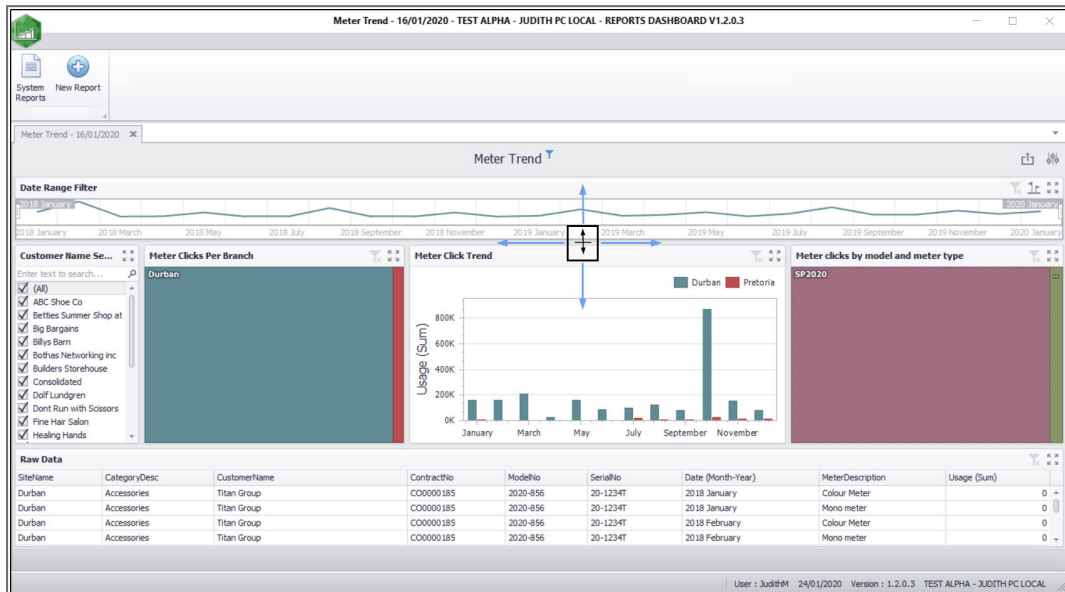 Meter Trend - 16/01/2020 - TEST ALPHA - JUDITH PC LOCAL - REPORTS DASHBOARD V1.2.0.3
System Reports
New Report
Meter Trend - 16/01/2020
Meter Trend
Date Range Filter
2018 January 2020 January
2018 January 2018 March 2018 May 2018 July 2018 September 2018 November 2019 January 2019 March 2019 May 2019 July 2019 September 2019 November 2020 January
Customer Name Se...
Enter text to search...
(All)
ABC Shoe Co
Betties Summer Shop at
Big Bargains
Billys Barn
Bothas Networking inc
Builders Storehouse
Consolidated
Dolf Lundgren
Dont Run with Scissors
Fine Hair Salon
Healing Hands
Meter Clicks Per Branch
Durban
Meter Click Trend
Durban Pretoria
Usage (Sum)
800K
600K
400K
200K
0K
January March May July September November
Meter clicks by model and meter type
SP2020
Raw Data
SiteName CategoryDesc CustomerName ContractNo ModelNo SerialNo Date (Month-Year) MeterDescription Usage (Sum)
Durban Accessories Titan Group CO0000185 2020-856 20-1234T 2018 January Colour Meter 0
Durban Accessories Titan Group CO0000185 2020-856 20-1234T 2018 January Mono meter 0
Durban Accessories Titan Group CO0000185 2020-856 20-1234T 2018 February Colour Meter 0
Durban Accessories Titan Group CO0000185 2020-856 20-1234T 2018 February Mono meter 0
User : JudithM 24/01/2020 Version : 1.2.0.3 TEST ALPHA - JUDITH PC LOCAL